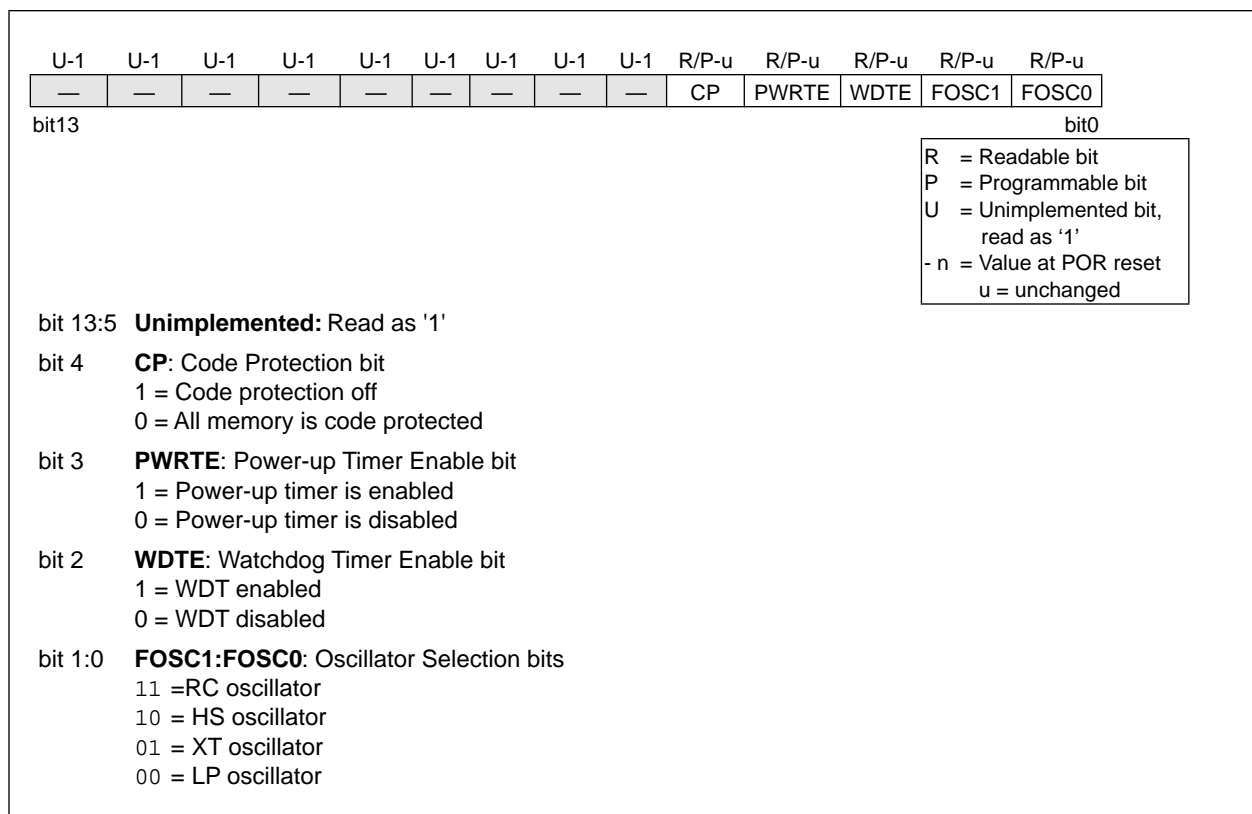 U-1 U-1 U-1 U-1 U-1 U-1 U-1 U-1 U-1 R/P-u R/P-u R/P-u R/P-u R/P-u
— — — — — — — — — CP PWRTE WDTE FOSC1 FOSC0
bit13 bit0
R = Readable bit
P = Programmable bit
U = Unimplemented bit,
read as ‘1’
- n = Value at POR reset
u = unchanged
bit 13:5 Unimplemented: Read as '1'
bit 4 CP: Code Protection bit
1 = Code protection off
0 = All memory is code protected
bit 3 PWRTE: Power-up Timer Enable bit
1 = Power-up timer is enabled
0 = Power-up timer is disabled
bit 2 WDTE: Watchdog Timer Enable bit
1 = WDT enabled
0 = WDT disabled
bit 1:0 FOSC1:FOSC0: Oscillator Selection bits
11 =RC oscillator
10 = HS oscillator
01 = XT oscillator
00 = LP oscillator